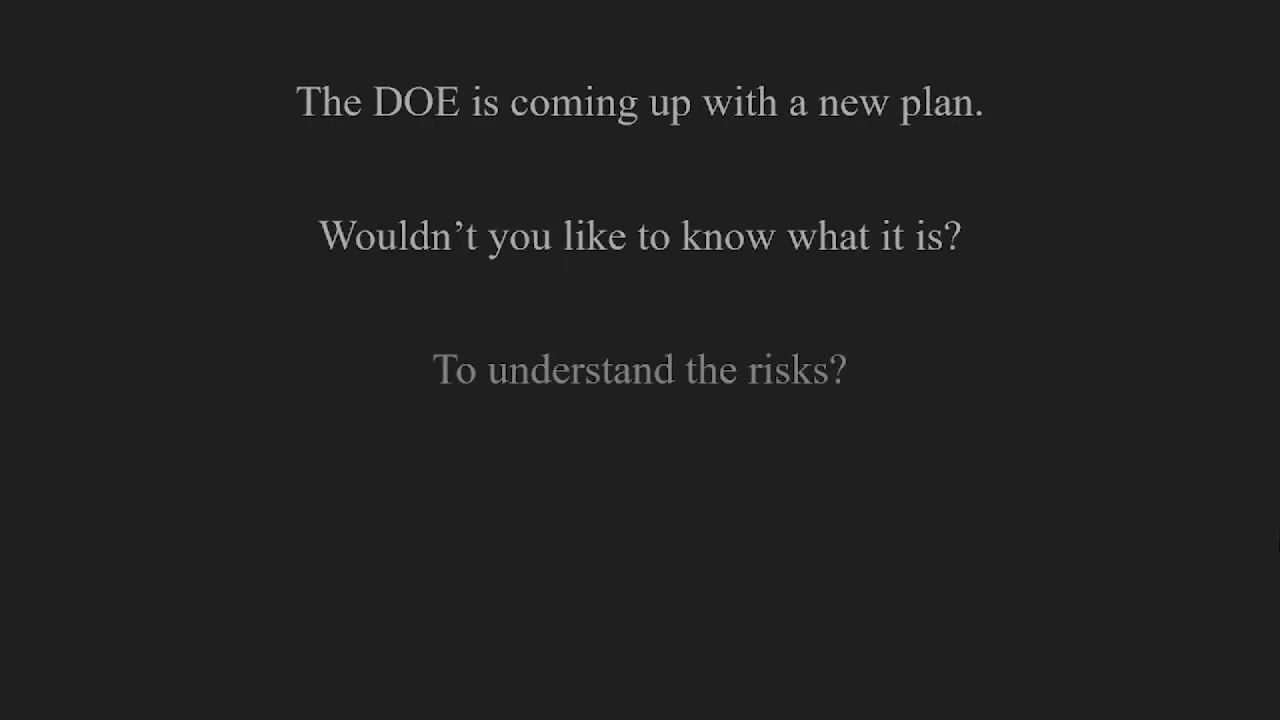 The DOE is coming up with a new plan.
Wouldn’t you like to know what it is?
To understand the risks?